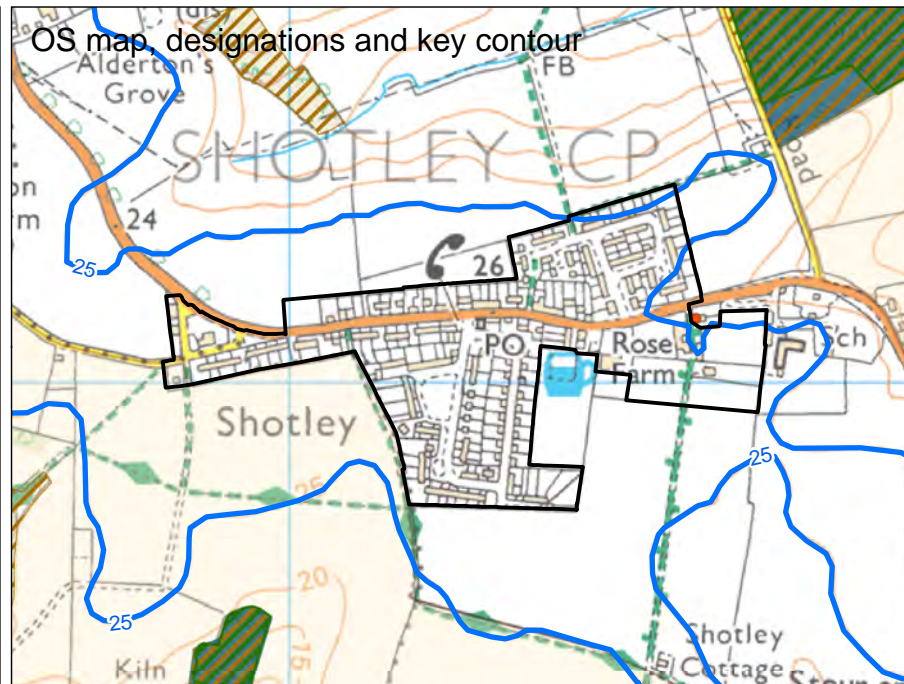 OS map, designations and key contour
Alderton's
Grove
FB
SHOTLEY CP
24
25
26
PO
Rose
Farm
Sch
Shotley
25
25
20
25
15
Kiln
Shotley
Cottage